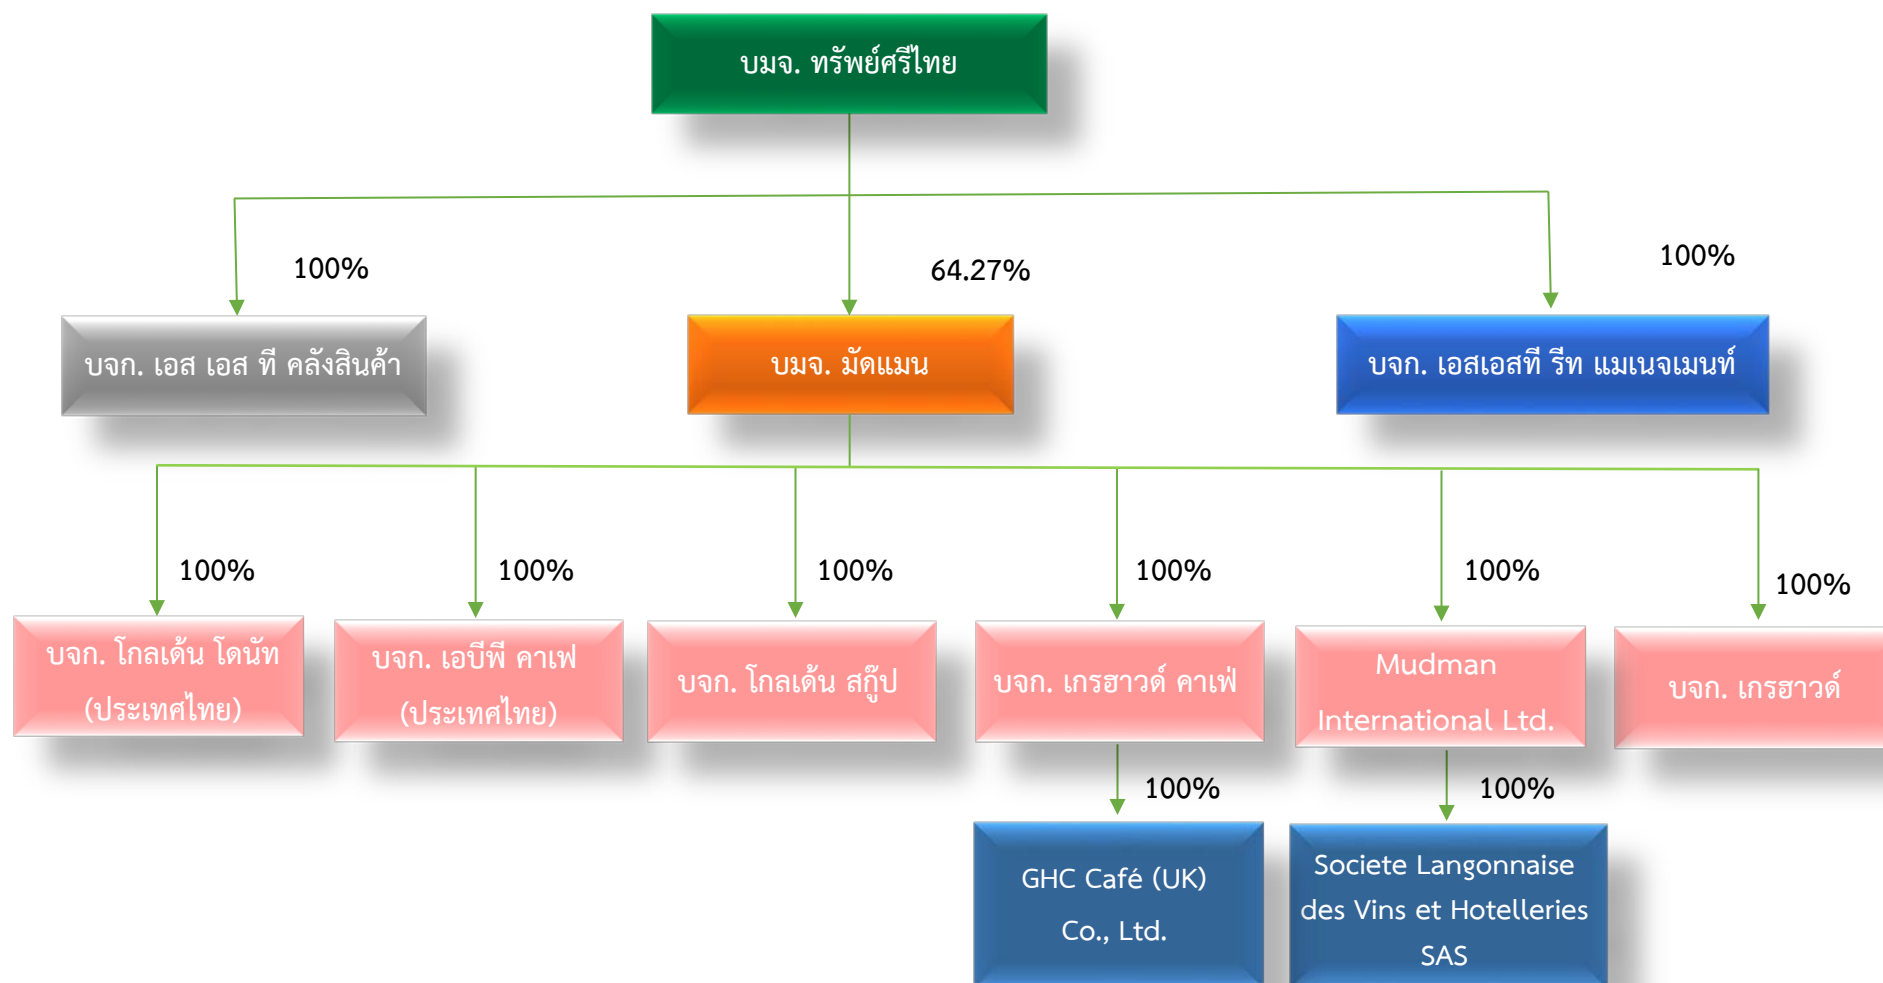 บมจ. ทรัพย์ศรีไทย
100%
64.27%
100%
บจก. เอส เอส ที คลังสินค้า
บมจ. มัดแมน
บจก. เอสเอสที รีท แมเนจเมนท์
100%
100%
100%
100%
100%
100%
บจก. โกลเด้น โดนัท
(ประเทศไทย)
บจก. เอบีพี คาเฟ
(ประเทศไทย)
บจก. โกลเด้น สกู๊ป
บจก. เกรฮาวด์ คาเฟ่
Mudman
International Ltd.
บจก. เกรฮาวด์
100%
100%
GHC Café (UK)
Co., Ltd.
Societe Langonnaise
des Vins et Hotelleries
SAS